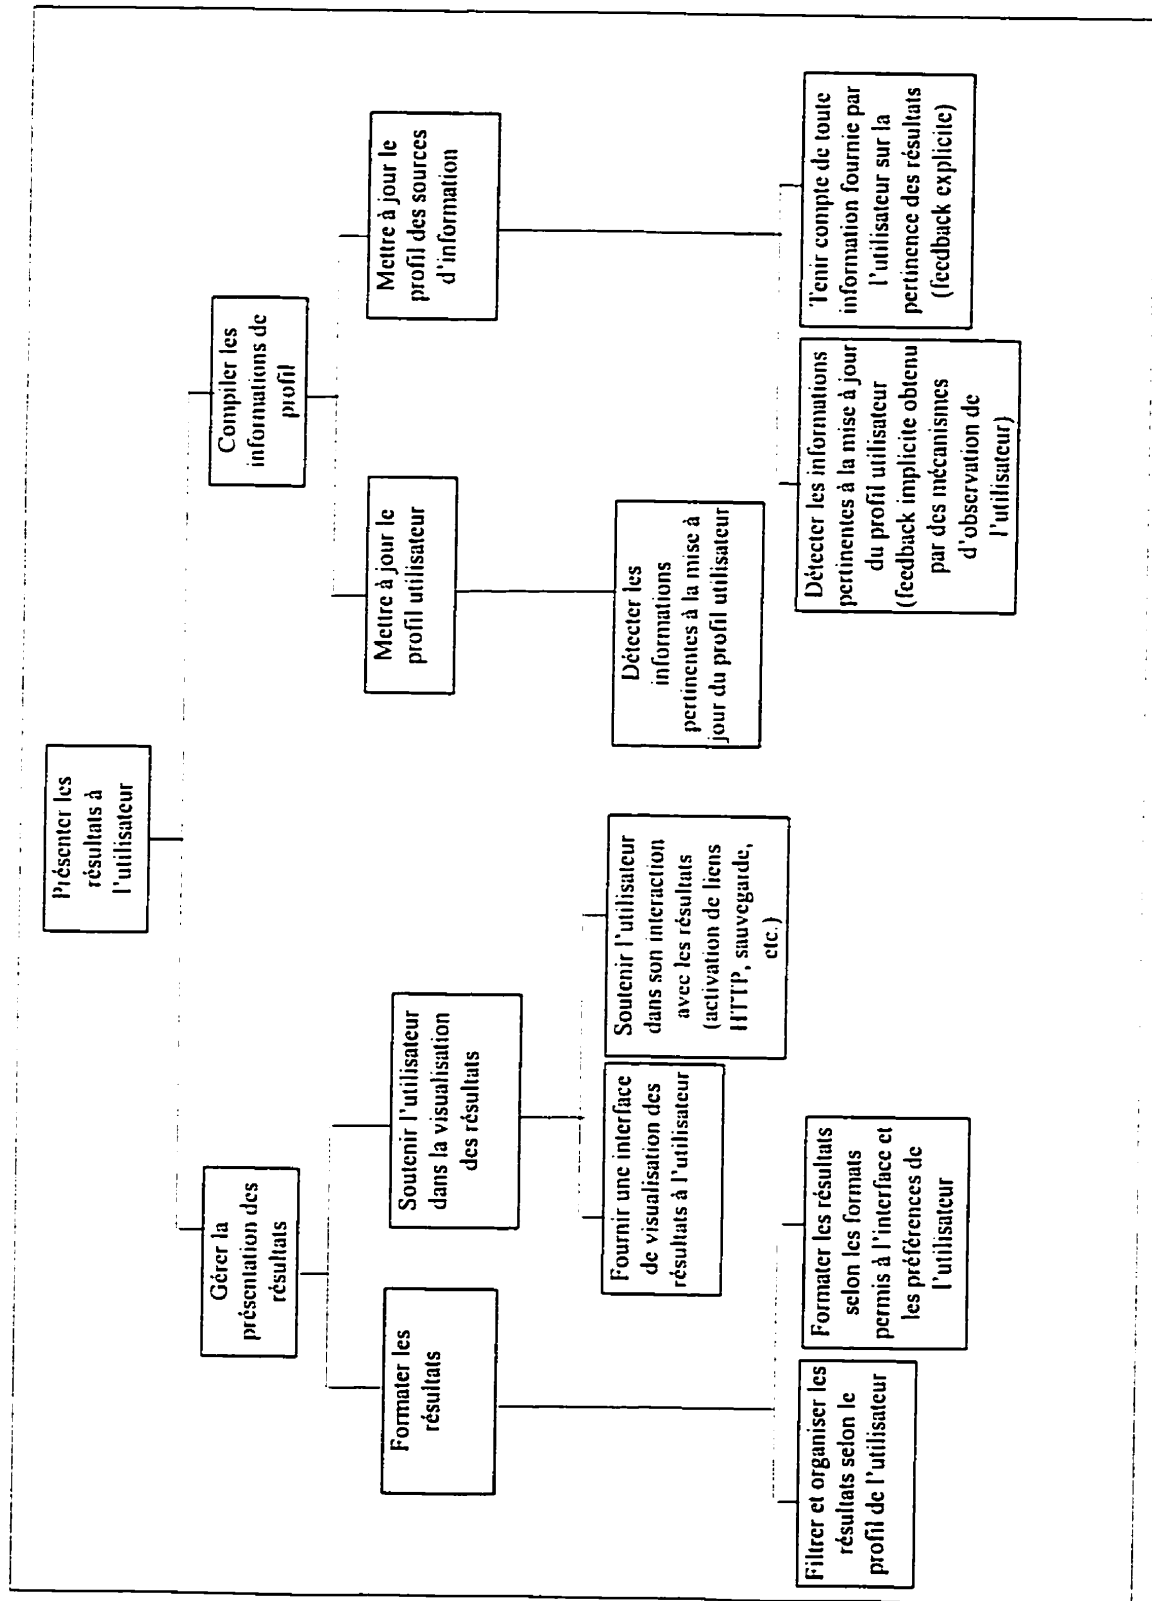 Présenter les
résultats à
l'utilisateur
Gérer la
présentation des
résultats
Compiler les
informations de
profil
Formater les
résultats
Soutenir l'utilisateur
dans la visualisation
des résultats
Mettre à jour le
profil utilisateur
Mettre à jour le
profil des sources
d'information
Fournir une interface
de visualisation des
résultats à l'utilisateur
Soutenir l'utilisateur
dans son interaction
avec les résultats
(activation de liens
HTTP, sauvegarde,
etc.)
Détecter les
informations
pertinentes à la mise à
jour du profil utilisateur
Filtrer et organiser les
résultats selon le
profil de l'utilisateur
Formater les résultats
selon les formats
permis à l'interface et
les préférences de
l'utilisateur
Détecter les informations
pertinentes à la mise à jour
du profil utilisateur
(feedback implicite obtenu
par des mécanismes
d'observation de
l'utilisateur)
Tenir compte de toute
information fournie par
l'utilisateur sur la
pertinence des résultats
(feedback explicite)